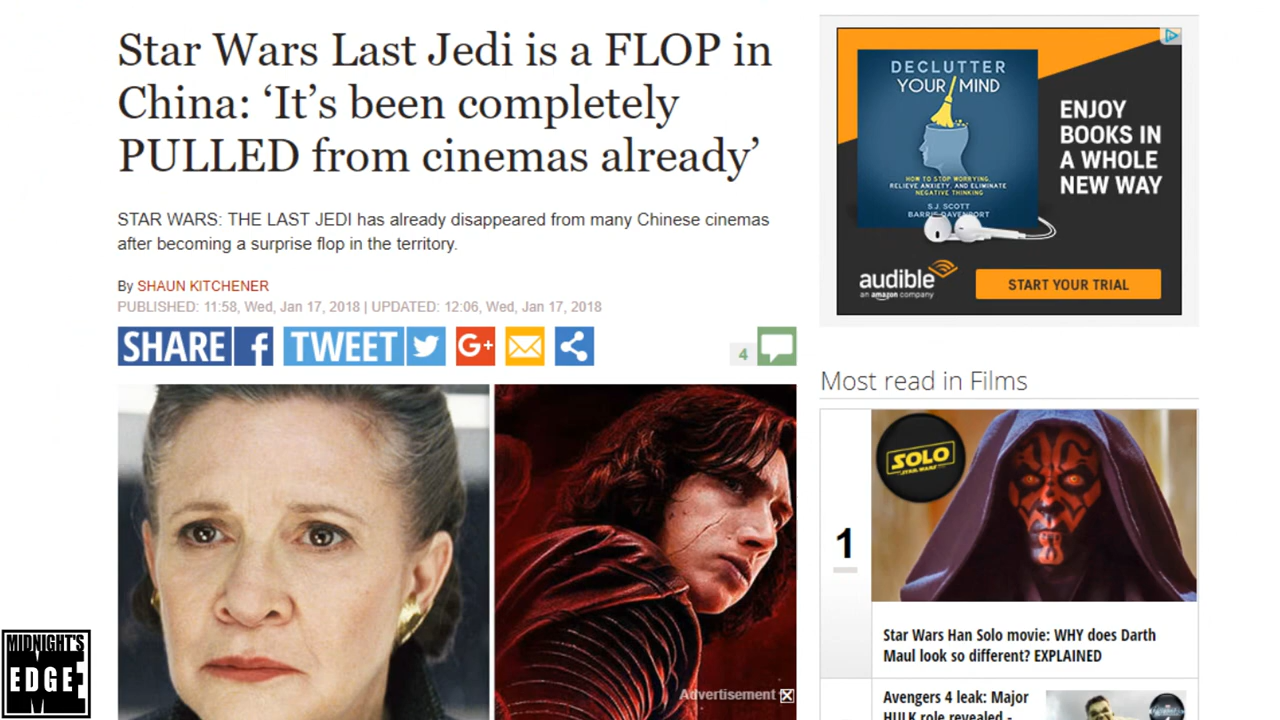 Star Wars Last Jedi is a FLOP in
China: ‘It’s been completely
PULLED from cinemas already’
STAR WARS: THE LAST JEDI has already disappeared from many Chinese cinemas
after becoming a surprise flop in the territory.
By SHAUN KITCHENER
PUBLISHED: 11:58, Wed, Jan 17, 2018 | UPDATED: 12:06, Wed, Jan 17, 2018
SHARE f TWEET G+
4
Advertisement
MIDNIGHT'S
ME
EDGE
DECLUTTER
YOUR MIND
HOW TO STOP WORRYING,
RELIEVE ANXIETY, AND ELIMINATE
NEGATIVE THINKING
S.J. SCOTT
BARRIE DAVENPORT
ENJOY
BOOKS IN
A WHOLE
NEW WAY
audible
an amazon company
START YOUR TRIAL
Most read in Films
1
SOLO
STAR WARS
Star Wars Han Solo movie: WHY does Darth
Maul look so different? EXPLAINED
Avengers 4 leak: Major
HULK role revealed -